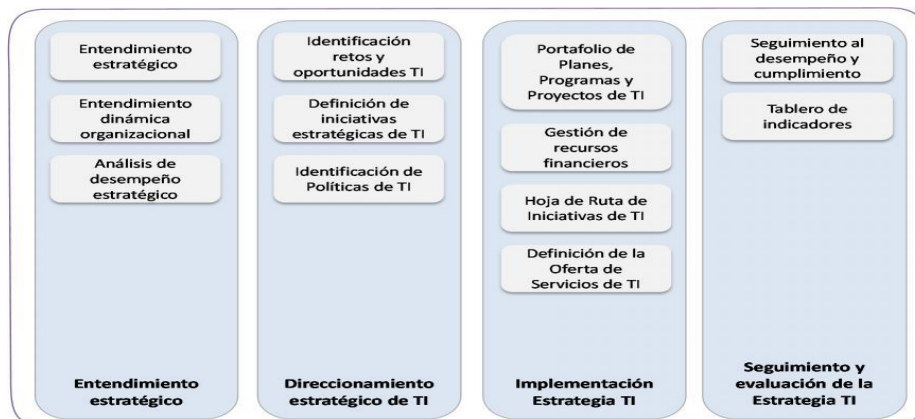 Entendimiento
estratégico
Entendimiento
dinámica
organizacional
Análisis de
desempeño
estratégico
Entendimiento
estratégico
Identificación
retos y
oportunidades TI
Definición de
iniciativas
estratégicas de TI
Identificación de
Políticas de TI
Direccionamiento
estratégico de TI
Portafolio de
Planes,
Programas y
Proyectos de TI
Gestión de
recursos
financieros
Hoja de Ruta de
Iniciativas de TI
Definición de la
Oferta de
Servicios de TI
Implementación
Estrategia TI
Seguimiento al
desempeño y
cumplimiento
Tablero de
indicadores
Seguimiento y
evaluación de la
Estrategia TI